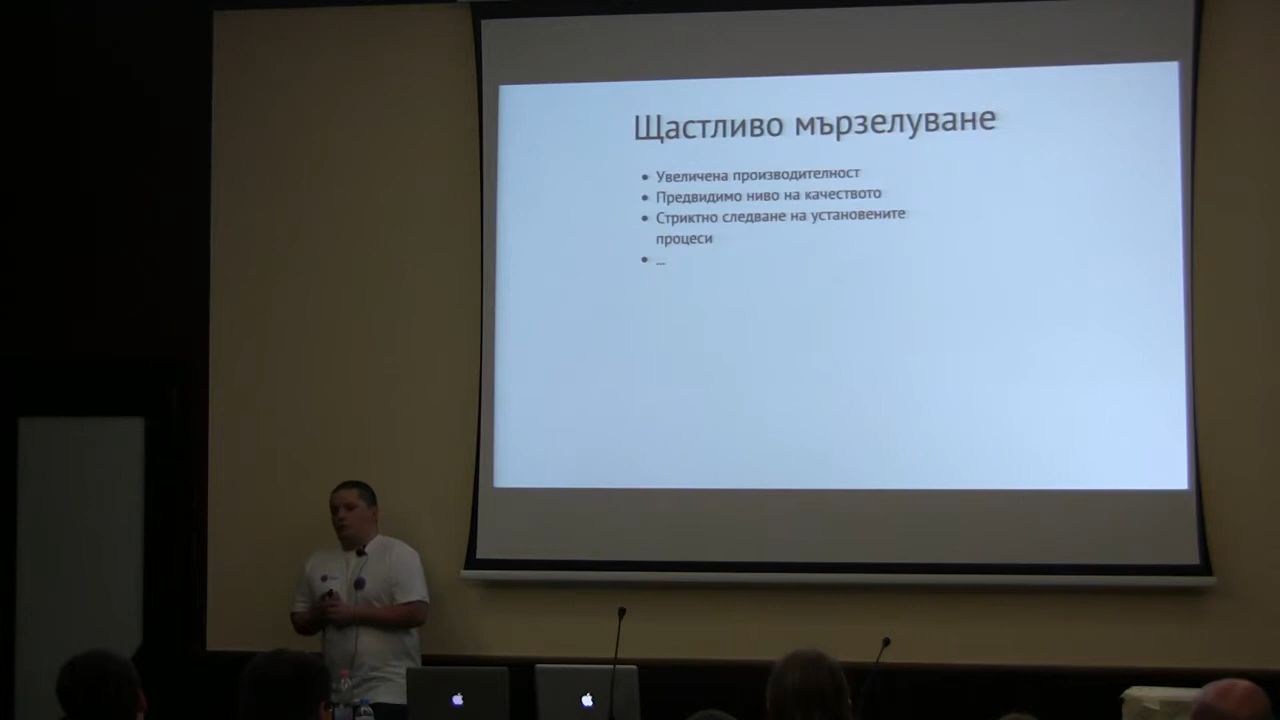 Щастливо мързелуване
• Увеличена производителност
• Предвидимо ниво на качеството
• Стриктно следване на установените
процеси
• ...